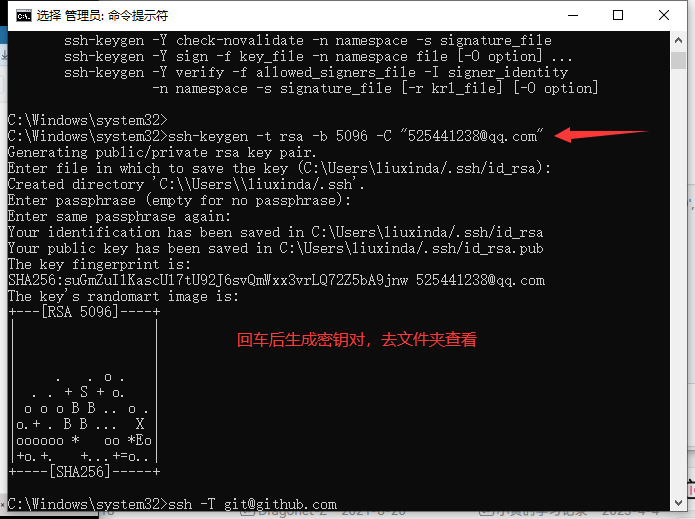 选择 管理员: 命令提示符
ssh-keygen -Y check-novalidate -n namespace -s signature_file
ssh-keygen -Y sign -f key_file -n namespace file [-O option] ...
ssh-keygen -Y verify -f allowed_signers_file -I signer_identity
-n namespace -s signature_file [-r krl_file] [-O option]
C:\Windows\system32>
C:\Windows\system32>ssh-keygen -t rsa -b 5096 -C "525441238@qq.com"
Generating public/private rsa key pair.
Enter file in which to save the key (C:\Users\liuxinda/.ssh/id_rsa):
Created directory 'C:\\Users\\liuxinda/.ssh'.
Enter passphrase (empty for no passphrase):
Enter same passphrase again:
Your identification has been saved in C:\Users\liuxinda/.ssh/id_rsa
Your public key has been saved in C:\Users\liuxinda/.ssh/id_rsa.pub
The key fingerprint is:
SHA256:suGmZuI1KascU17tU92J6svQmWxx3vrLQ72Z5bA9jnw 525441238@qq.com
The key's randomart image is:
+---[RSA 5096]----+
|                 |
|                 |
|                 |
|     .   . o .   |
|  . . + S + o.   |
| o o o B B .. o .|
|o.+ . B B ...  X |
|oooooo *   oo *Eo|
|+o.+.   +...+=o..|
+----[SHA256]-----+
回车后生成密钥对，去文件夹查看
C:\Windows\system32>ssh -T git@github.com